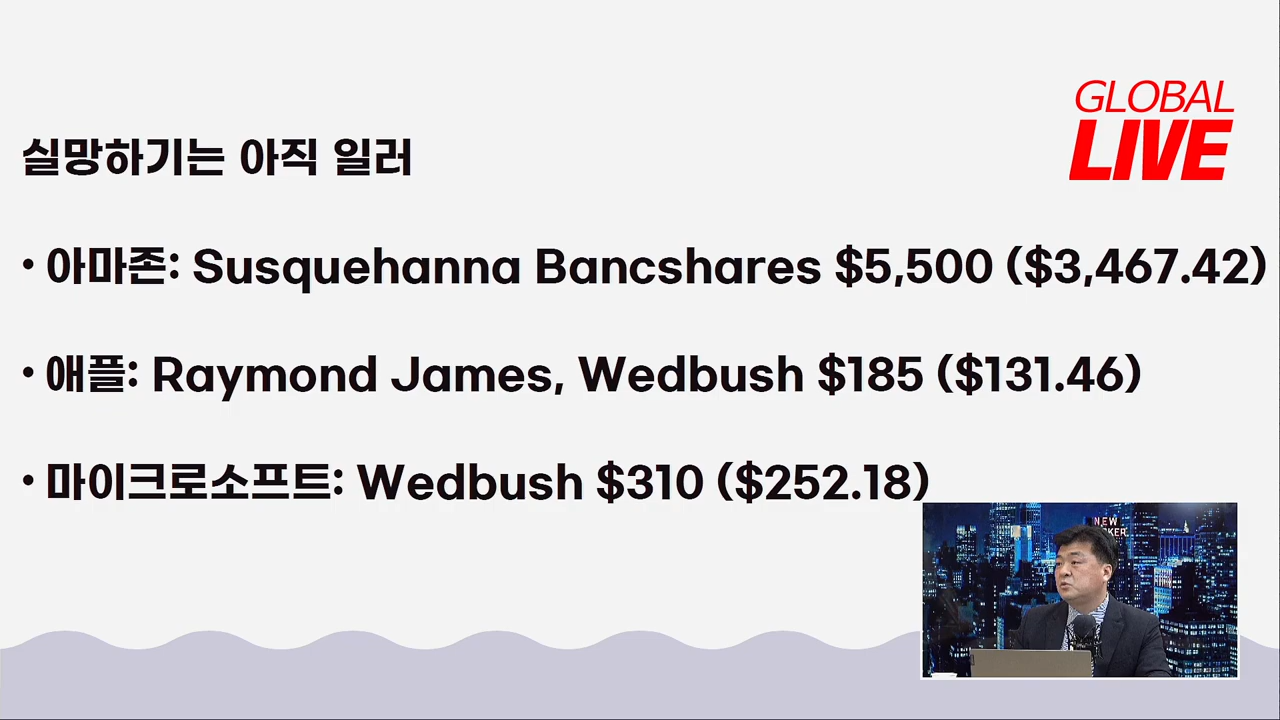 GLOBAL
LIVE
실망하기는 아직 일러
• 아마존: Susquehanna Bancshares $5,500 ($3,467.42)
• 애플: Raymond James, Wedbush $185 ($131.46)
• 마이크로소프트: Wedbush $310 ($252.18)
NEW